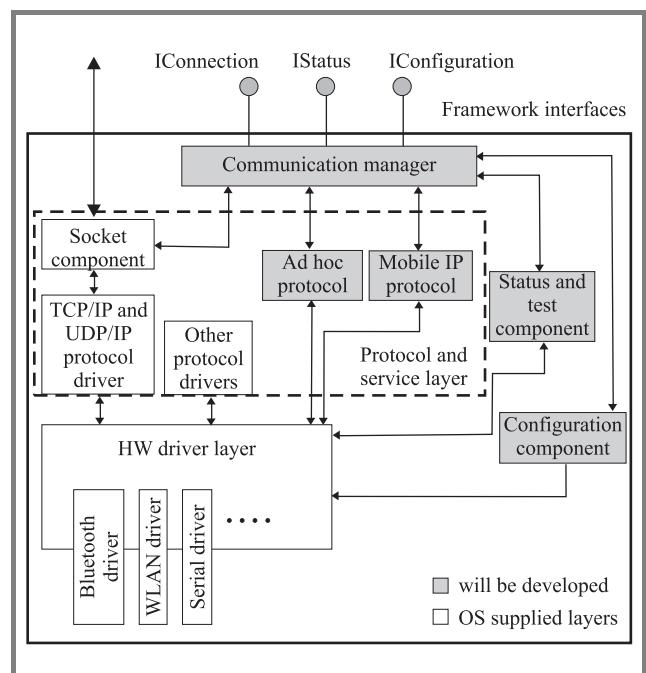 IConnection
IStatus
IConfiguration
Framework interfaces
Communication manager
Socket
component
Ad hoc
protocol
Mobile IP
protocol
Status and
test
component
TCP/IP and
UDP/IP
protocol
driver
Other
protocol
drivers
Protocol and
service layer
Configuration
component
HW driver layer
Bluetooth
driver
WLAN driver
Serial driver
....
will be developed
OS supplied layers